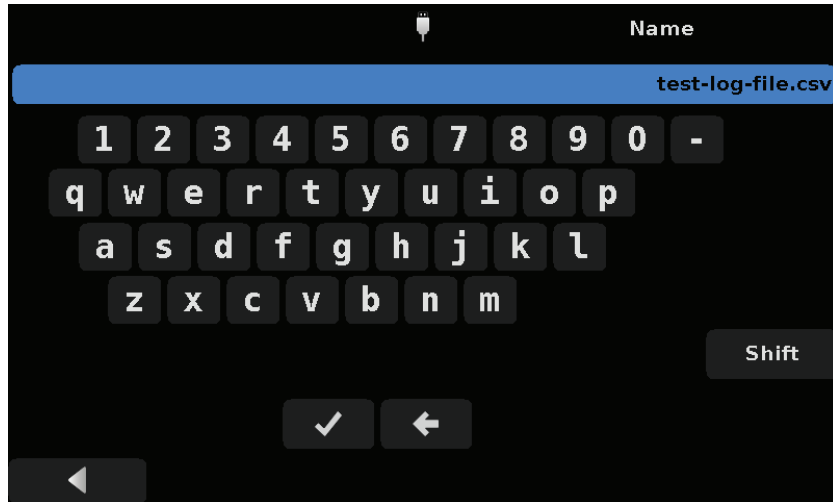 Name
test-log-file.csv
1 2 3 4 5 6 7 8 9 0 -
q w e r t y u i o p
a s d f g h j k l
z x c v b n m
Shift